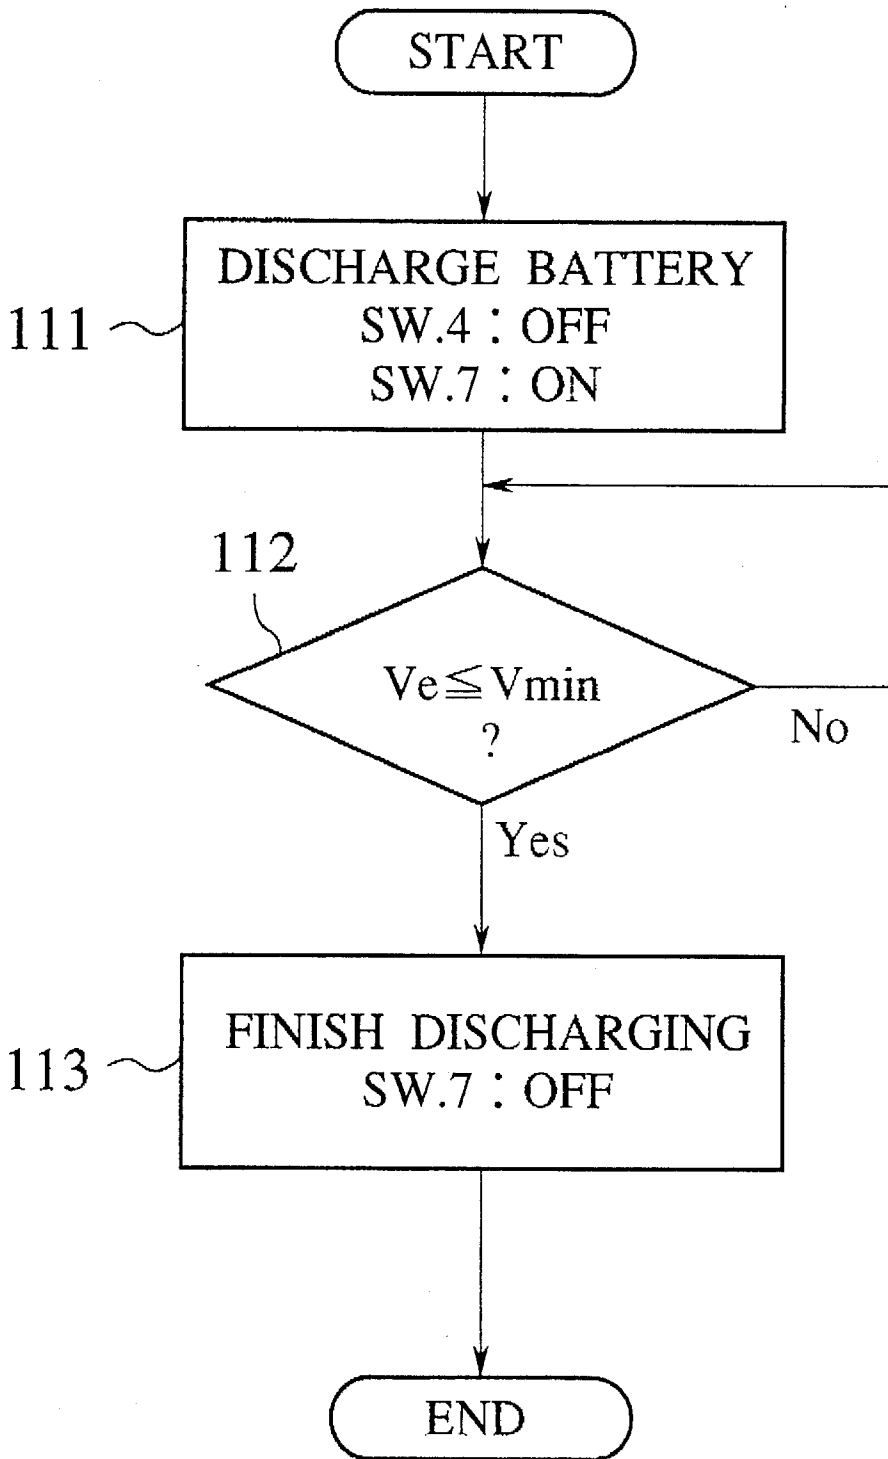 START
DISCHARGE BATTERY
SW.4 : OFF
SW.7 : ON
111
112
Ve≦Vmin
?
No
Yes
FINISH DISCHARGING
SW.7 : OFF
113
END